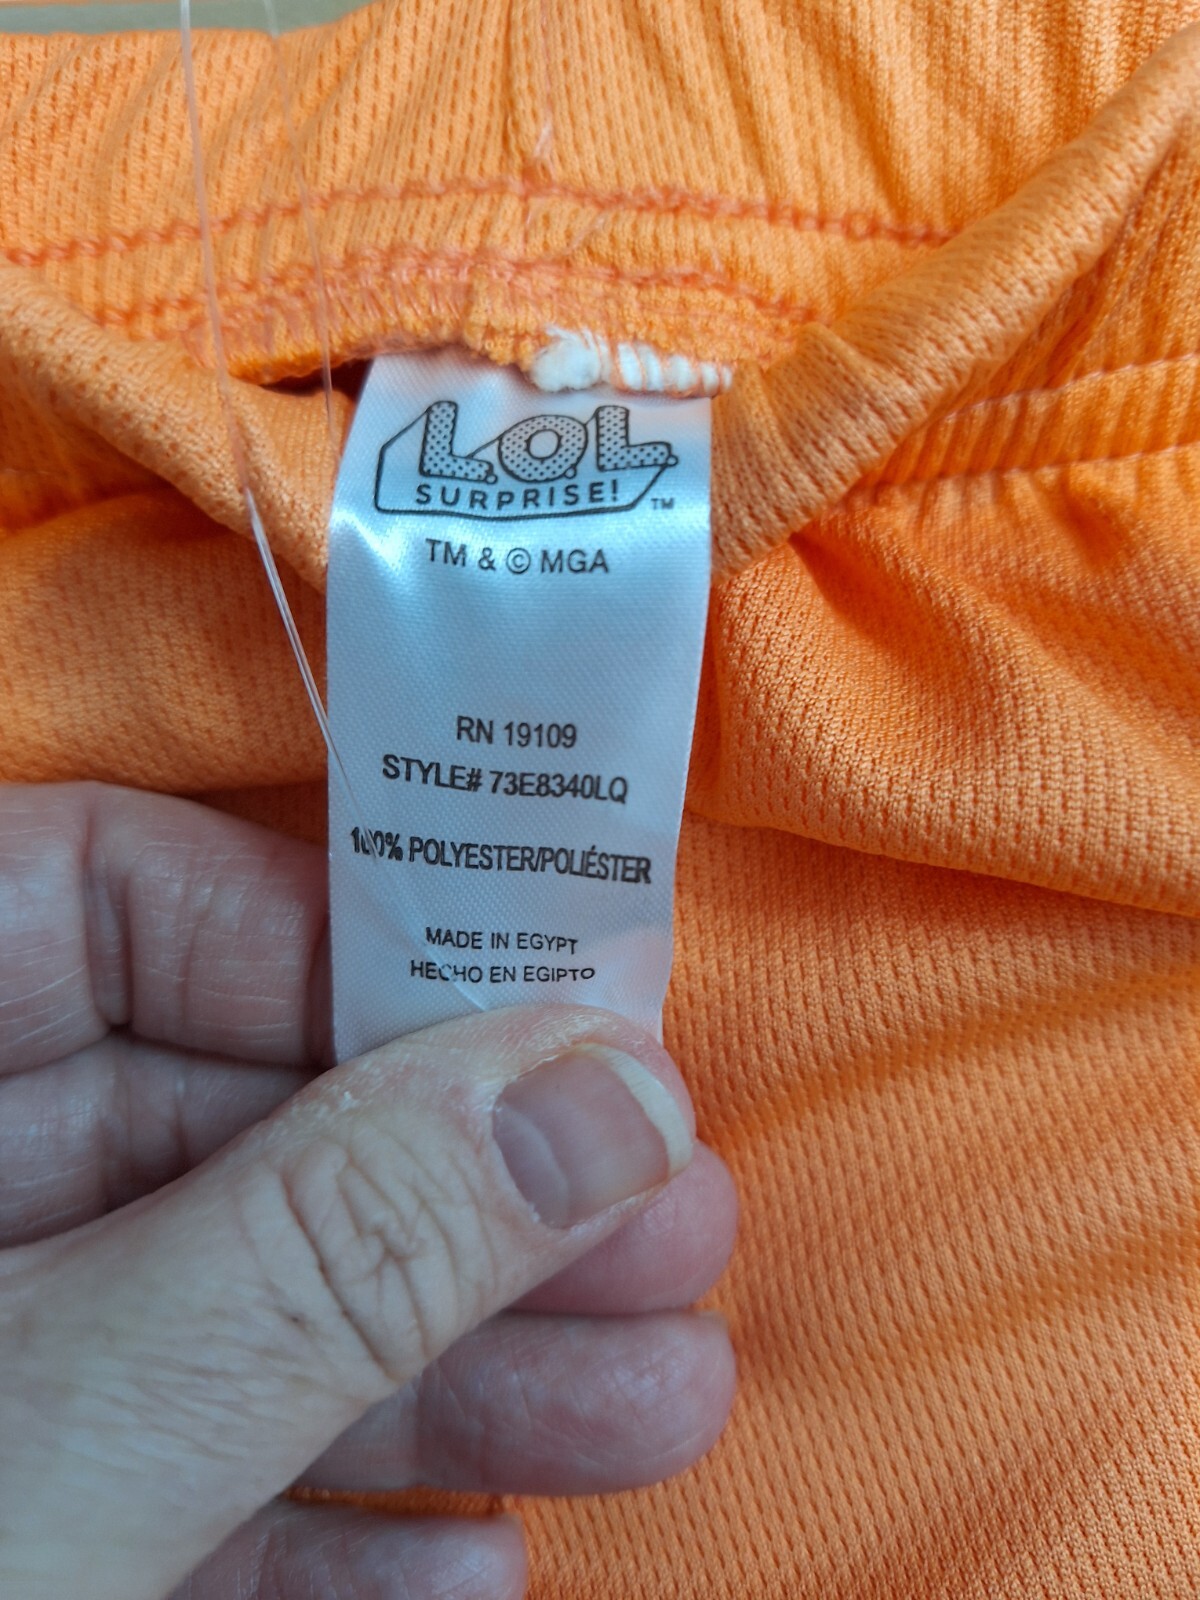 L.O.L.
SURPRISE! ™
TM & © MGA
RN 19109
STYLE# 73E8340LQ
100% POLYESTER/POLIÉSTER
MADE IN EGYPT
HECHO EN EGIPTO